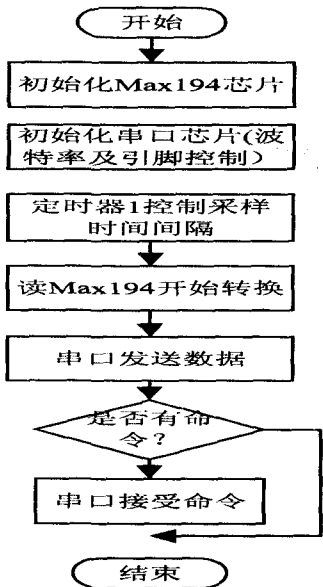 开始
初始化Max194芯片
初始化串口芯片(波
特率及引脚控制）
定时器1控制采样
时间间隔
读Max194开始转换
串口发送数据
是否有命
令？
串口接受命令
结束